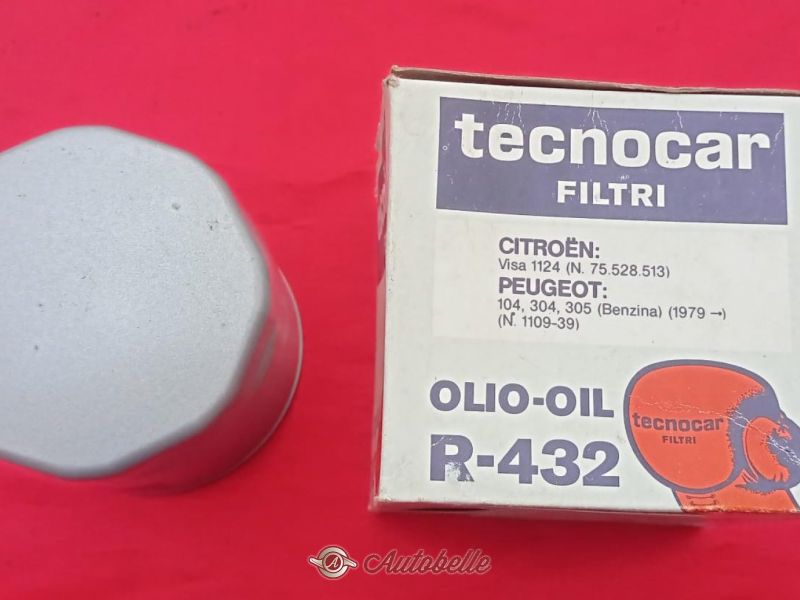 tecnocar
FILTRI
CITROËN:
Visa 1124 (N. 75.528.513)
PEUGEOT:
104, 304, 305 (Benzina) (1979 →)
(N. 1109-39)
OLIO-OIL
R-432
tecnocar
FILTRI
A
Autobelle